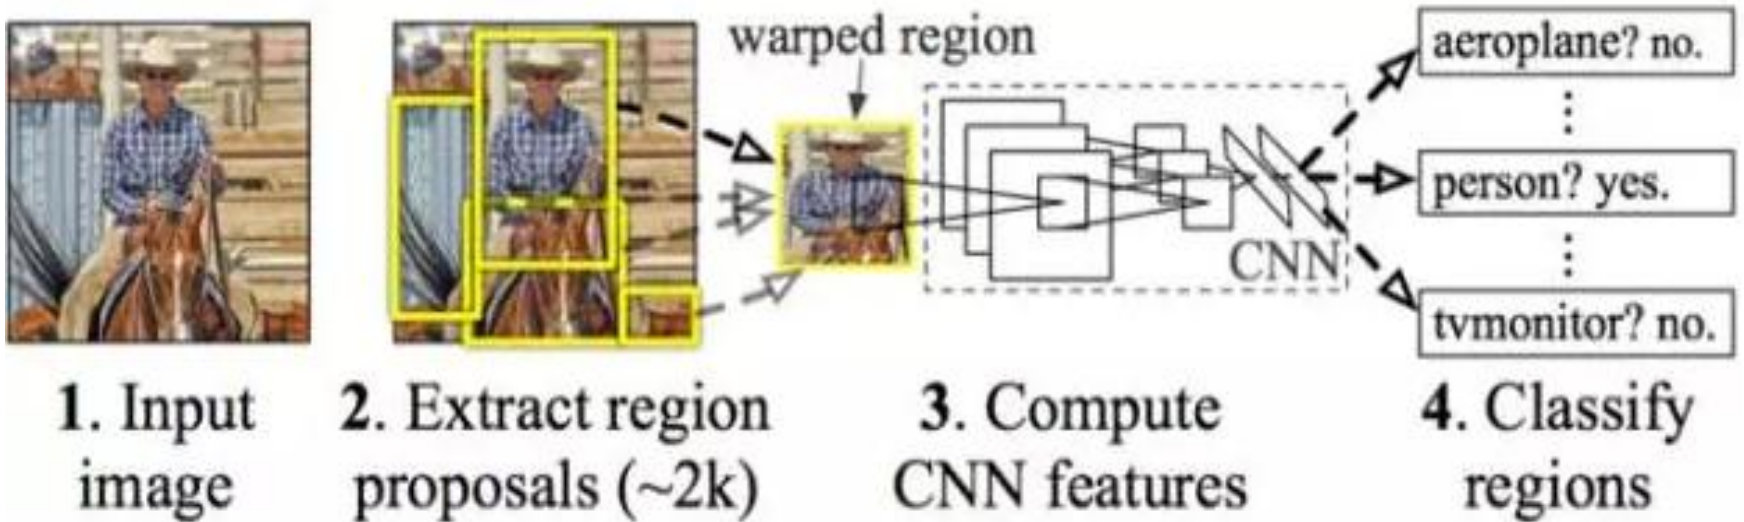 warped region
aeroplane? no.
person? yes.
CNN
tvmonitor? no.
1. Input
image
2. Extract region
proposals (~2k)
3. Compute
CNN features
4. Classify
regions